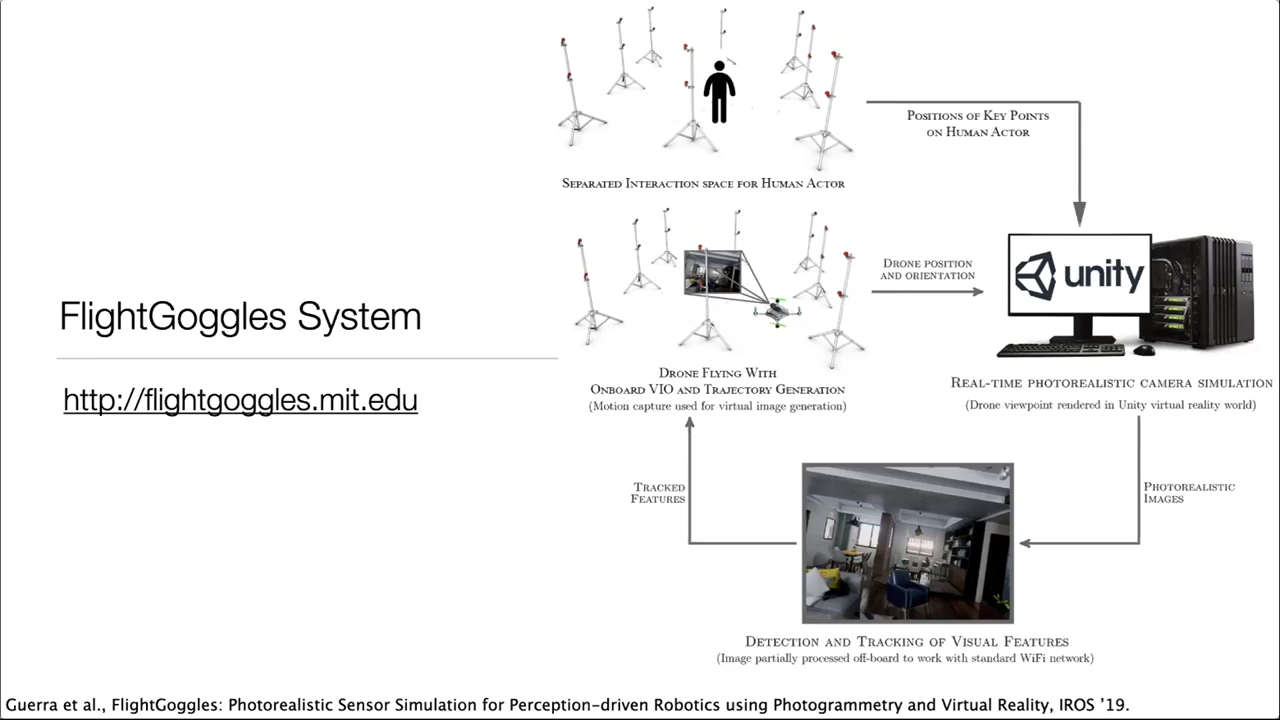 FlightGoggles System
http://flightgoggles.mit.edu
Positions of Key Points
on Human Actor
Separated Interaction space for Human Actor
Drone position
and orientation
unity
Drone Flying With
Onboard VIO and Trajectory Generation
(Motion capture used for virtual image generation)
Real-time photorealistic camera simulation
(Drone viewpoint rendered in Unity virtual reality world)
Tracked
Features
Photorealistic
Images
Detection and Tracking of Visual Features
(Image partially processed off-board to work with standard WiFi network)
Guerra et al., FlightGoggles: Photorealistic Sensor Simulation for Perception-driven Robotics using Photogrammetry and Virtual Reality, IROS '19.